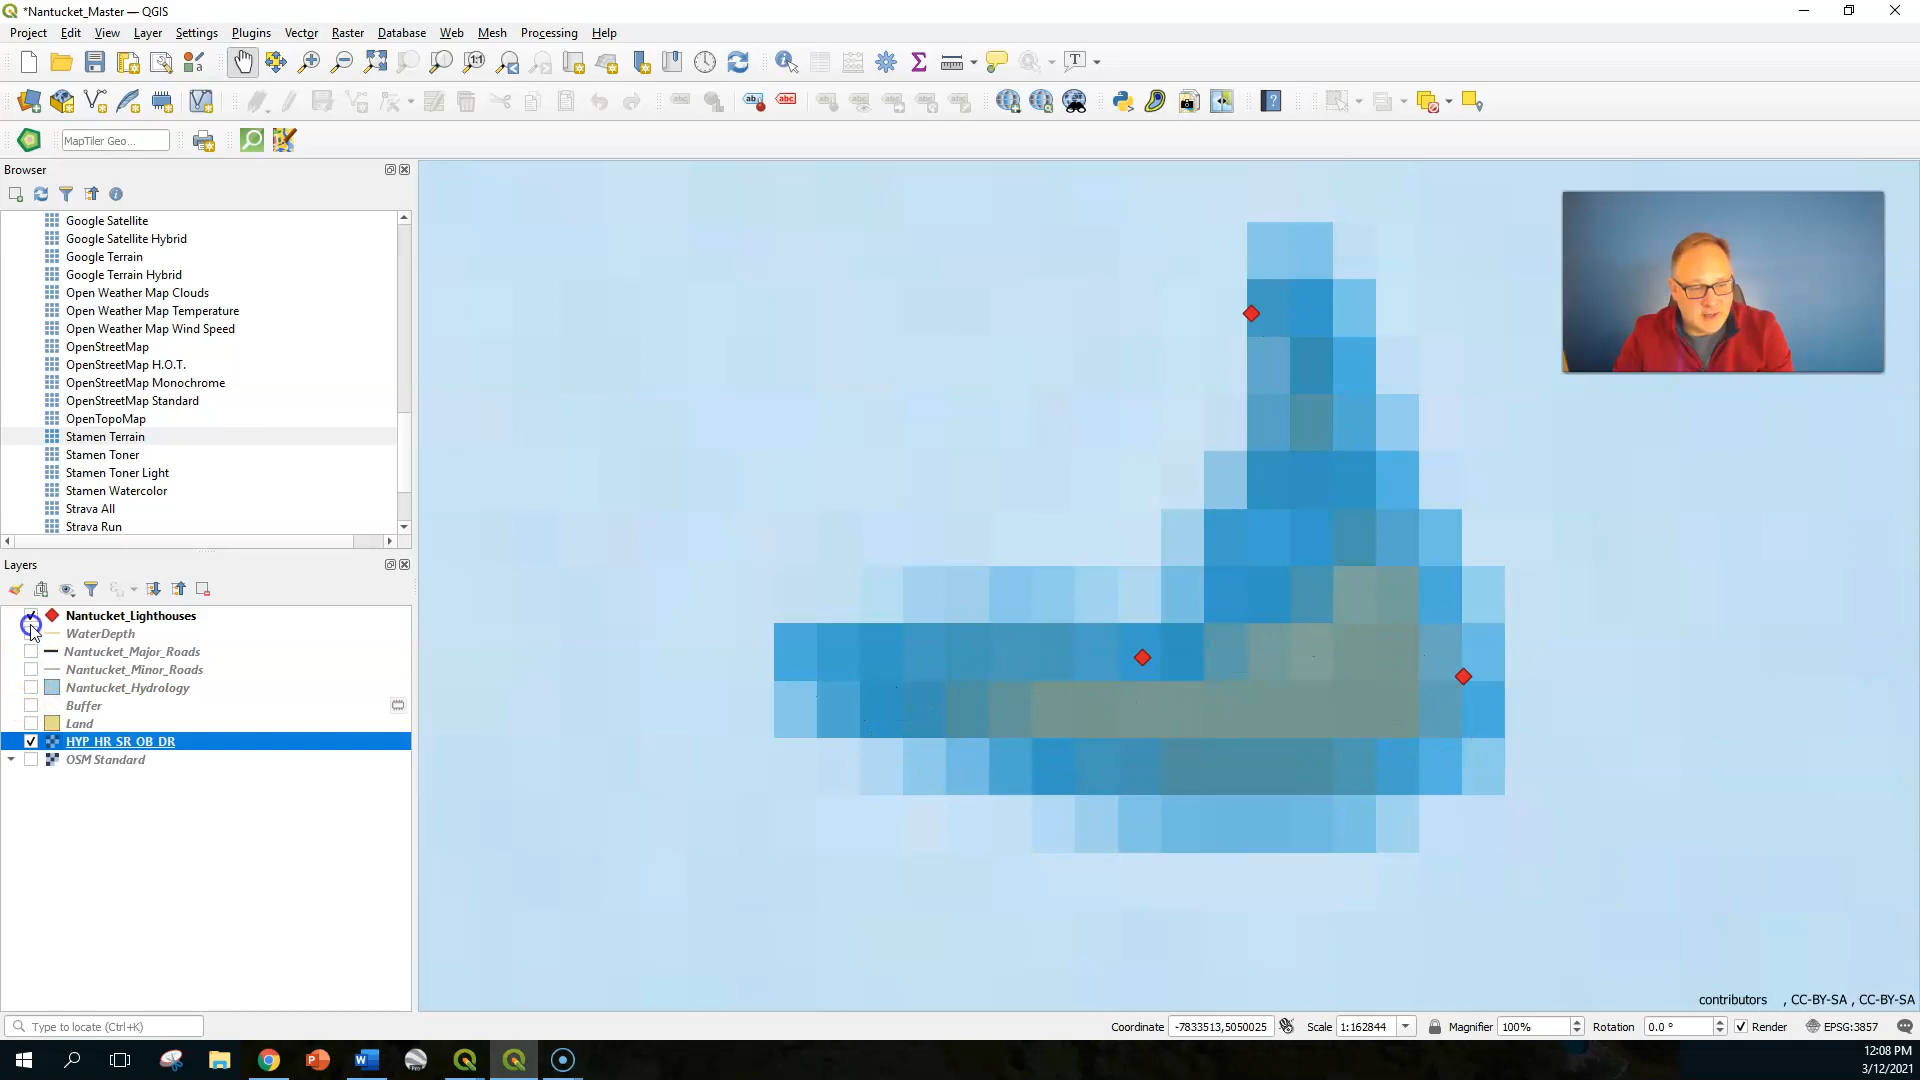 *Nantucket_Master — QGIS
Project Edit View Layer Settings Plugins Vector Raster Database Web Mesh Processing Help
MapTiler Geo...
Browser
Google Satellite
Google Satellite Hybrid
Google Terrain
Google Terrain Hybrid
Open Weather Map Clouds
Open Weather Map Temperature
Open Weather Map Wind Speed
OpenStreetMap
OpenStreetMap H.O.T.
OpenStreetMap Monochrome
OpenStreetMap Standard
OpenTopoMap
Stamen Terrain
Stamen Toner
Stamen Toner Light
Stamen Watercolor
Strava All
Strava Run
Layers
Nantucket_Lighthouses
WaterDepth
Nantucket_Major_Roads
Nantucket_Minor_Roads
Nantucket_Hydrology
Buffer
Land
HYP_HR_SR_OB_DR
OSM Standard
contributors , CC-BY-SA , CC-BY-SA
Type to locate (Ctrl+K)
Coordinate -7833513,5050025 Scale 1:162844 Magnifier 100% Rotation 0.0 ° Render EPSG:3857
12:08 PM
3/12/2021